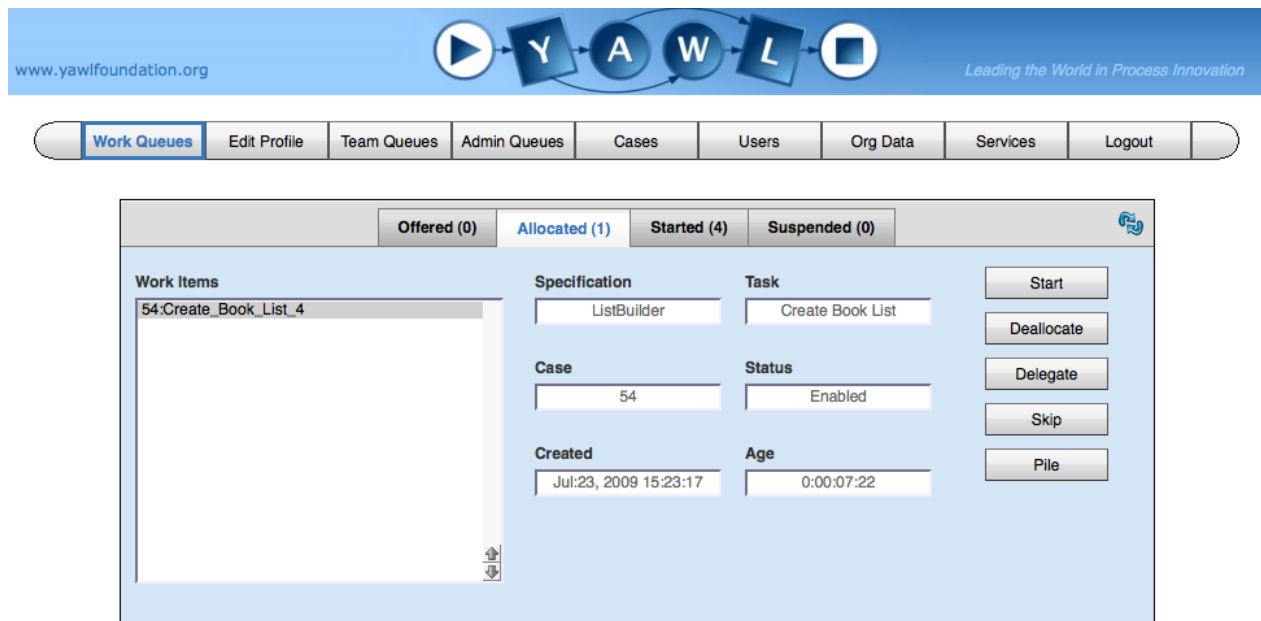 Y A W L
www.yawlfoundation.org
Leading the World in Process Innovation
Work Queues Edit Profile Team Queues Admin Queues Cases Users Org Data Services Logout
Offered (0) Allocated (1) Started (4) Suspended (0)
Work Items
54:Create_Book_List_4
Specification Task
ListBuilder Create Book List
Case Status
54 Enabled
Created Age
Jul:23, 2009 15:23:17 0:00:07:22
Start
Deallocate
Delegate
Skip
Pile